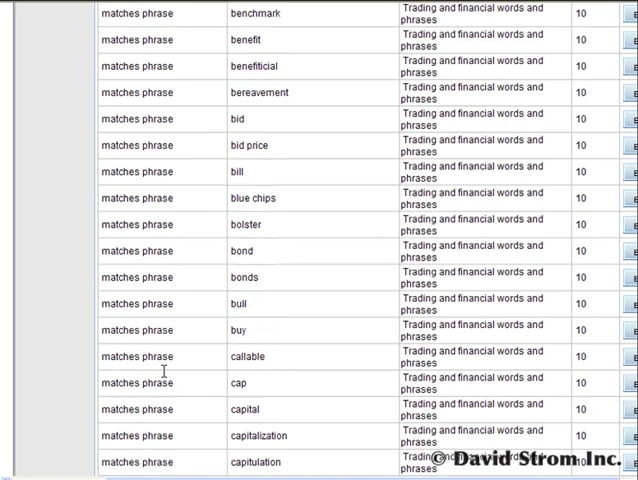 matches phrase benchmark Trading and financial words and phrases 10
matches phrase benefit Trading and financial words and phrases 10
matches phrase benefiticial Trading and financial words and phrases 10
matches phrase bereavement Trading and financial words and phrases 10
matches phrase bid Trading and financial words and phrases 10
matches phrase bid price Trading and financial words and phrases 10
matches phrase bill Trading and financial words and phrases 10
matches phrase blue chips Trading and financial words and phrases 10
matches phrase bolster Trading and financial words and phrases 10
matches phrase bond Trading and financial words and phrases 10
matches phrase bonds Trading and financial words and phrases 10
matches phrase bull Trading and financial words and phrases 10
matches phrase buy Trading and financial words and phrases 10
matches phrase callable Trading and financial words and phrases 10
matches phrase cap Trading and financial words and phrases 10
matches phrase capital Trading and financial words and phrases 10
matches phrase capitalization Trading and financial words and phrases 10
matches phrase capitulation Trading and financial words and phrases 10
© David Strom Inc.